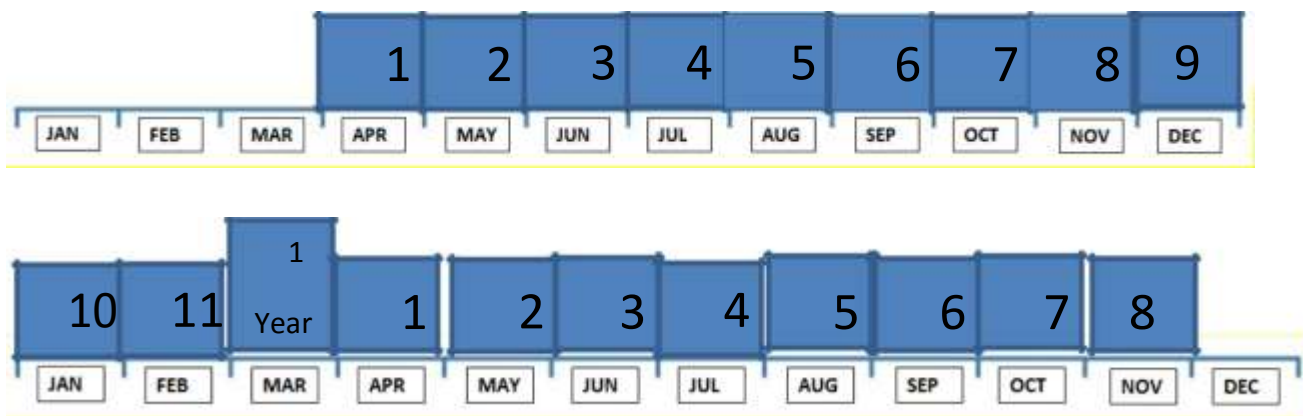 1 2 3 4 5 6 7 8 9
JAN FEB MAR APR MAY JUN JUL AUG SEP OCT NOV DEC
1
10 11 Year 1 2 3 4 5 6 7 8
JAN FEB MAR APR MAY JUN JUL AUG SEP OCT NOV DEC